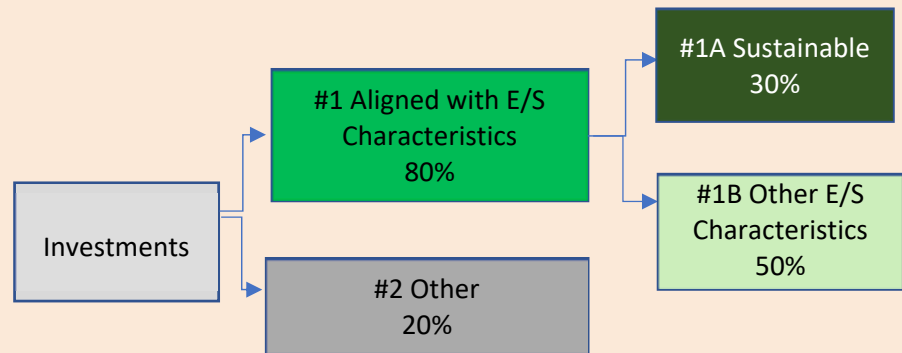 Investments
#1 Aligned with E/S
Characteristics
80%
#2 Other
20%
#1A Sustainable
30%
#1B Other E/S
Characteristics
50%